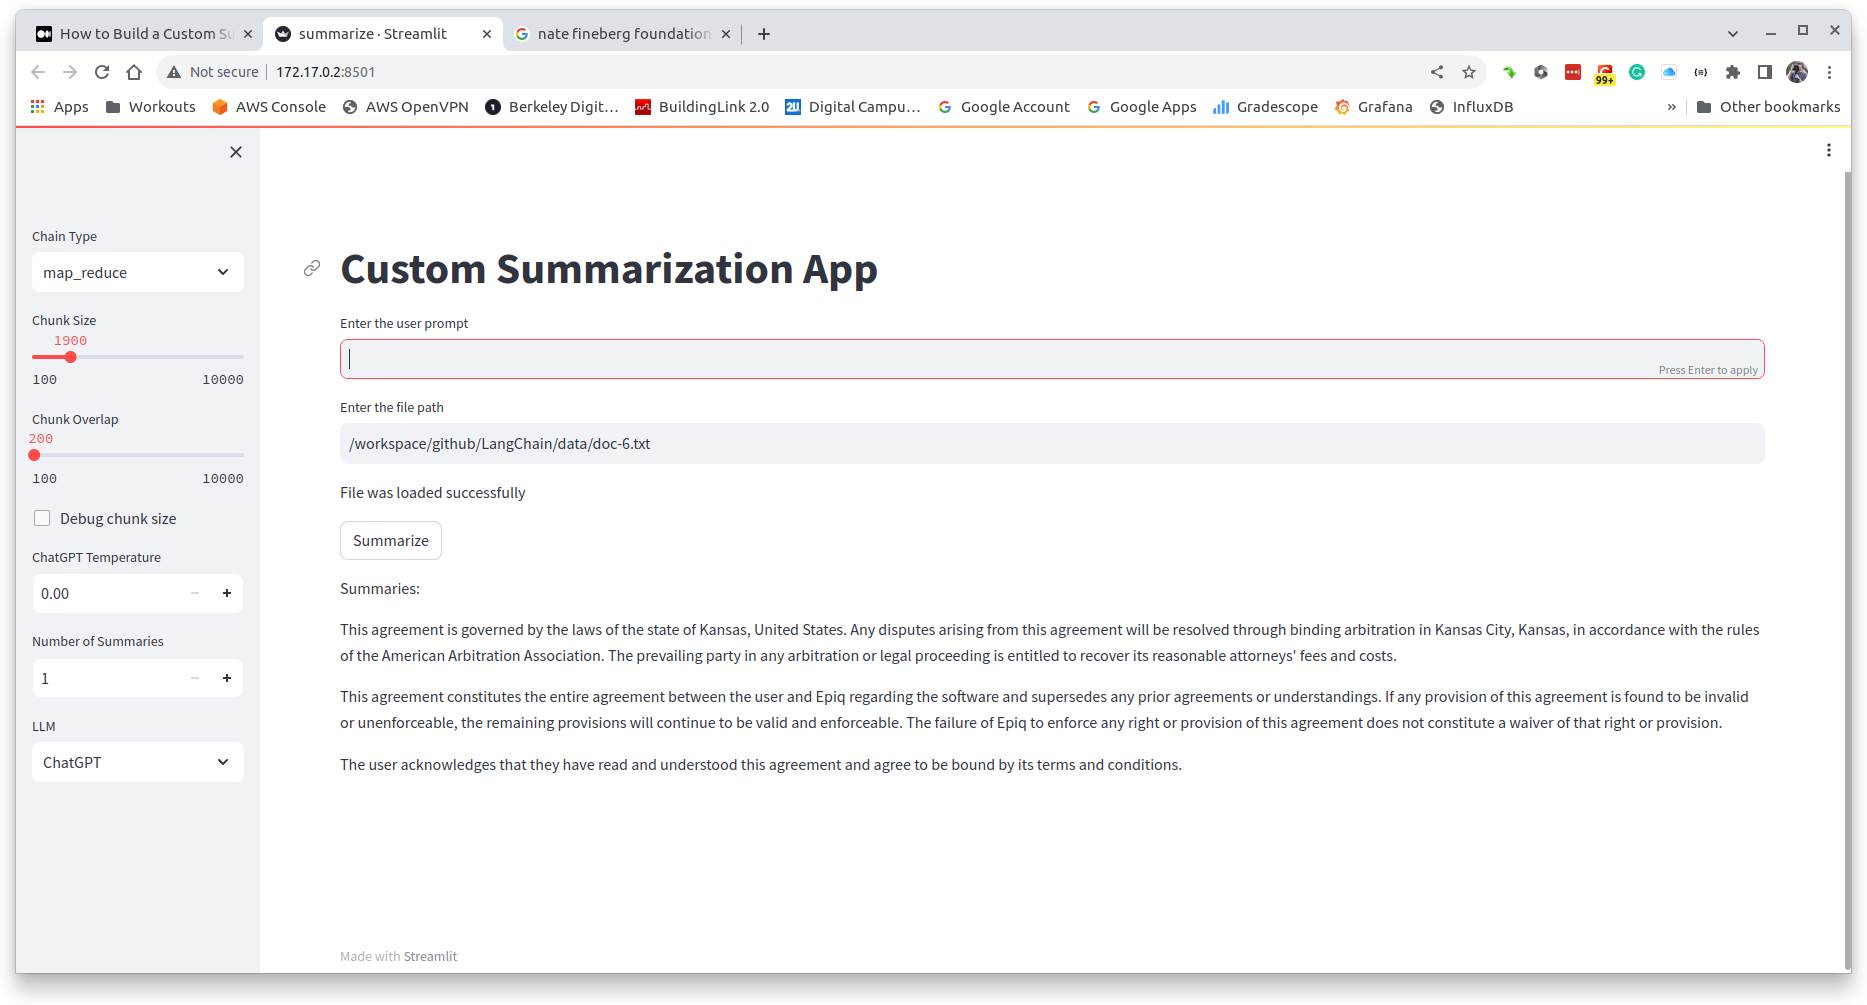 How to Build a Custom Su
summarize · Streamlit
nate fineberg foundation
Not secure
172.17.0.2:8501
99+
Apps
Workouts
AWS Console
AWS OpenVPN
Berkeley Digit...
BuildingLink 2.0
Digital Campu...
Google Account
Google Apps
Gradescope
Grafana
InfluxDB
»
Other bookmarks
Chain Type
map_reduce
Chunk Size
1900
100 10000
Chunk Overlap
200
100 10000
Debug chunk size
ChatGPT Temperature
0.00
Number of Summaries
1
LLM
ChatGPT
Custom Summarization App
Enter the user prompt
Press Enter to apply
Enter the file path
/workspace/github/LangChain/data/doc-6.txt
File was loaded successfully
Summarize
Summaries:
This agreement is governed by the laws of the state of Kansas, United States. Any disputes arising from this agreement will be resolved through binding arbitration in Kansas City, Kansas, in accordance with the rules
of the American Arbitration Association. The prevailing party in any arbitration or legal proceeding is entitled to recover its reasonable attorneys' fees and costs.
This agreement constitutes the entire agreement between the user and Epiq regarding the software and supersedes any prior agreements or understandings. If any provision of this agreement is found to be invalid
or unenforceable, the remaining provisions will continue to be valid and enforceable. The failure of Epiq to enforce any right or provision of this agreement does not constitute a waiver of that right or provision.
The user acknowledges that they have read and understood this agreement and agree to be bound by its terms and conditions.
Made with Streamlit